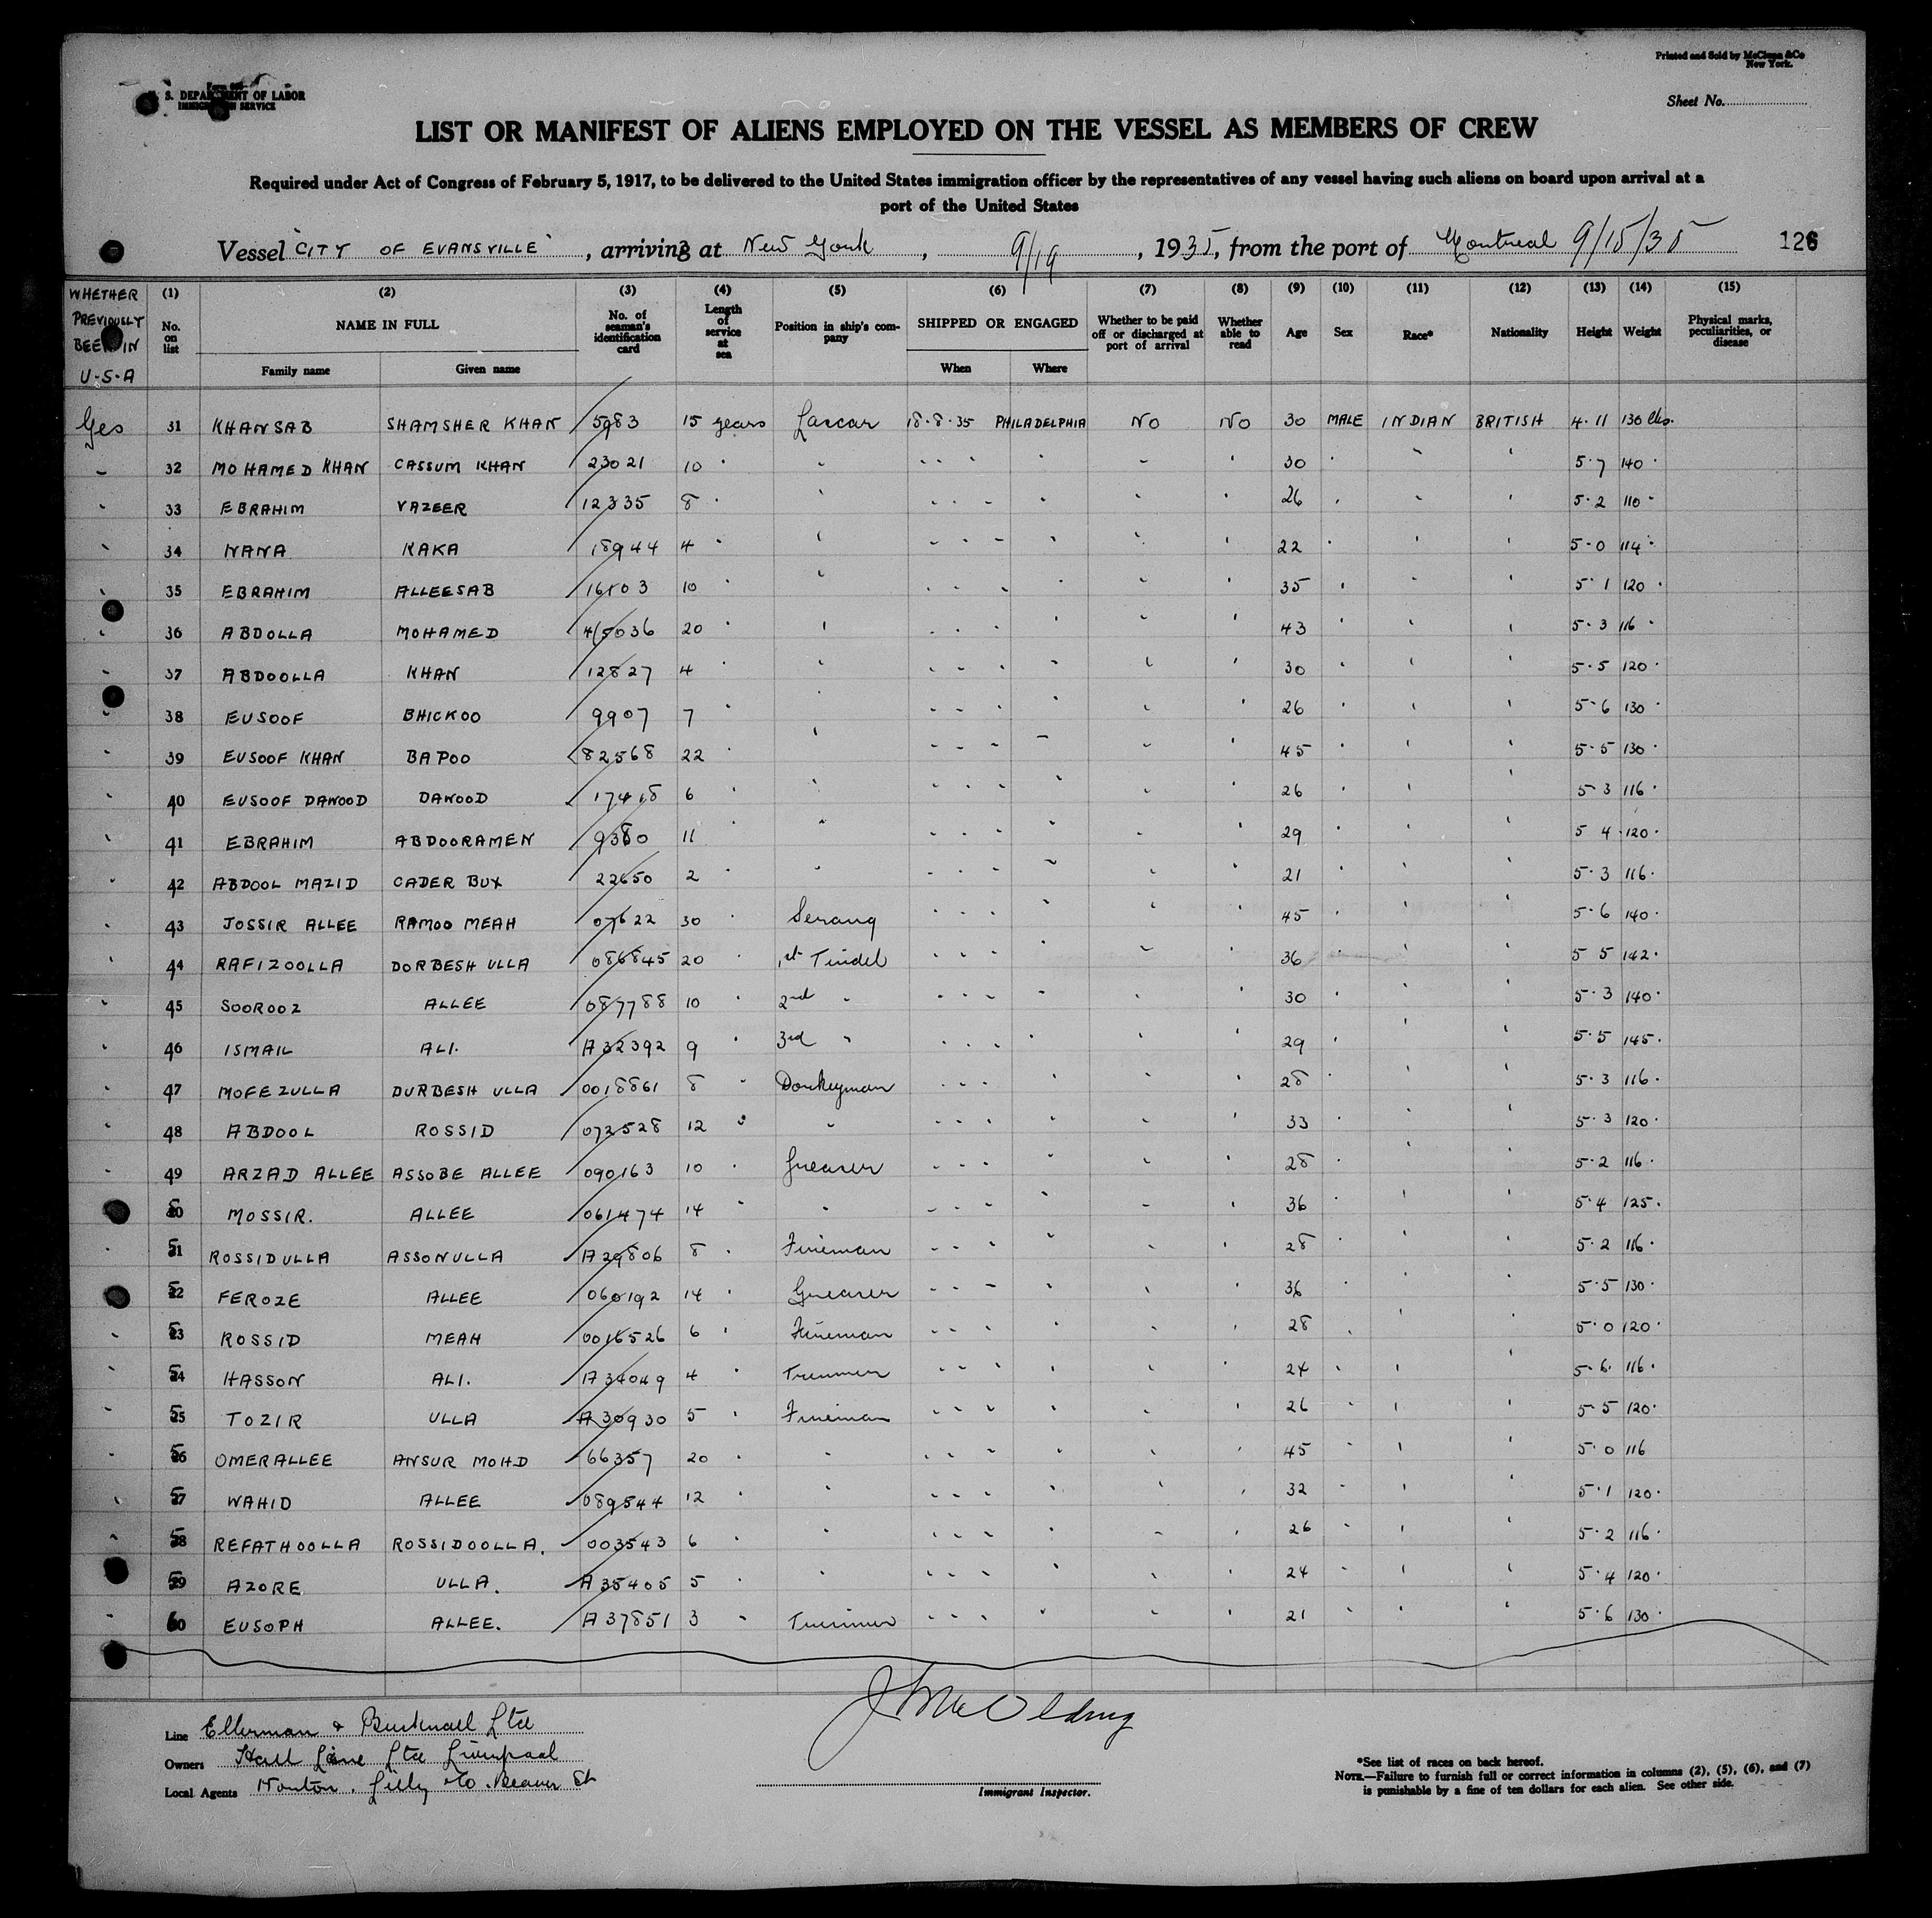 Printed and Sold by McClunn & Co
New York.
Form 689
U. S. DEPARTMENT OF LABOR
IMMIGRATION SERVICE
Sheet No.
LIST OR MANIFEST OF ALIENS EMPLOYED ON THE VESSEL AS MEMBERS OF CREW
Required under Act of Congress of February 5, 1917, to be delivered to the United States immigration officer by the representatives of any vessel having such aliens on board upon arrival at a
port of the United States
Vessel "CITY OF EVANSVILLE", arriving at New York, 9/19, 1935, from the port of Montreal 9/15/35 126
WHETHER PREVIOUSLY BEEN IN U-S-A (1) No. on list (2) NAME IN FULL Family name Given name (3) No. of seaman's identification card (4) Length of service at sea (5) Position in ship's company (6) SHIPPED OR ENGAGED When Where (7) Whether to be paid off or discharged at port of arrival (8) Whether able to read (9) Age (10) Sex (11) Race* (12) Nationality (13) Height (14) Weight (15) Physical marks, peculiarities, or disease
Yes 31 KHANSAB SHAMSHER KHAN 5983 15 years Lascar 18-8-35 PHILADELPHIA NO NO 30 MALE INDIAN BRITISH 4-11 130 lbs.
" 32 MOHAMED KHAN CASSUM KHAN 23021 10 " " " " " " " " 30 " " " 5-7 140 "
" 33 EBRAHIM VAZEER 12335 8 " " " " " " " " 26 " " " 5-2 110 "
" 34 NANA KAKA 18944 4 " " " " " " " " 22 " " " 5-0 114 "
" 35 EBRAHIM ALLEESAB 16103 10 " " " " " " " " 35 " " " 5-1 120 "
" 36 ABDOLLA MOHAMED 20 " " " " " " " " 43 " " " 5-3 116 "
" 37 ABDOOLLA KHAN 12827 4 " " " " " " " " 30 " " " 5-5 120 "
" 38 EUSOOF BHICKOO 9907 7 " " " " " " " " 26 " " " 5-6 130 "
" 39 EUSOOF KHAN BAPOO 82568 22 " " " " " " " " 45 " " " 5-5 130 "
" 40 EUSOOF DAWOOD DAWOOD 17418 6 " " " " " " " " 26 " " " 5-3 116 "
" 41 EBRAHIM ABDOORAMEN 9380 11 " " " " " " " " 29 " " " 5 4 120 "
" 42 ABDOOL MAZID CADER BUX 22650 2 " " " " " " " " 21 " " " 5-3 116 "
" 43 JOSSIR ALLEE RAMOO MEAH 07622 30 " Serang " " " " " " 45 " " " 5-6 140 "
" 44 RAFIZOOLLA DORBESH ULLA 086845 20 " 1st Tindel " " " " " " 36 " " " 5 5 142 "
" 45 SOOROOZ ALLEE 087788 10 " 2nd " " " " " " " 30 " " " 5-3 140 "
" 46 ISMAIL ALI. A32392 9 " 3rd " " " " " " " 29 " " " 5-5 145 "
" 47 MOFEZULLA DURBESH ULLA 0018861 8 " Donkeyman " " " " " " 28 " " " 5-3 116 "
" 48 ABDOOL ROSSID 072528 12 " " " " " " " " 33 " " " 5-3 120 "
" 49 ARZAD ALLEE ASSOBE ALLEE 090163 10 " Greaser " " " " " " 28 " " " 5-2 116 "
" 50 MOSSIR. ALLEE 061474 14 " " " " " " " " 36 " " " 5-4 125 "
" 51 ROSSIDULLA ASSONULLA A29806 8 " Fireman " " " " " " 28 " " " 5-2 116 "
" 52 FEROZE ALLEE 060192 14 " Greaser " " " " " " 36 " " " 5-5 130 "
" 53 ROSSID MEAH 0016526 6 " Fireman " " " " " " 28 " " " 5-0 120 "
" 54 HASSON ALI. A34049 4 " Trimmer " " " " " " 24 " " " 5-6 116 "
" 55 TOZIR ULLA A30930 5 " Fireman " " " " " " 26 " " " 5-5 120 "
" 56 OMERALLEE ANSUR MOHD 66357 20 " " " " " " " " 45 " " " 5-0 116
" 57 WAHID ALLEE 089544 12 " " " " " " " " 32 " " " 5-1 120 "
" 58 REFATHOOLLA ROSSIDOOLLA. 003543 6 " " " " " " " " 26 " " " 5-2 116 "
" 59 AZORE ULLA. A35405 5 " " " " " " " " 24 " " " 5-4 120 "
" 60 EUSOPH ALLEE. A37851 3 " Trimmer " " " " " " 21 " " " 5-6 130 "
Line Ellerman & Bucknall Ltd
Owners Hall Line Ltd Liverpool
Local Agents Norton, Lilly & Co. Beaver St
Immigrant Inspector.
*See list of races on back hereof.
NOTE.—Failure to furnish full or correct information in columns (2), (5), (6), and (7)
is punishable by a fine of ten dollars for each alien. See other side.